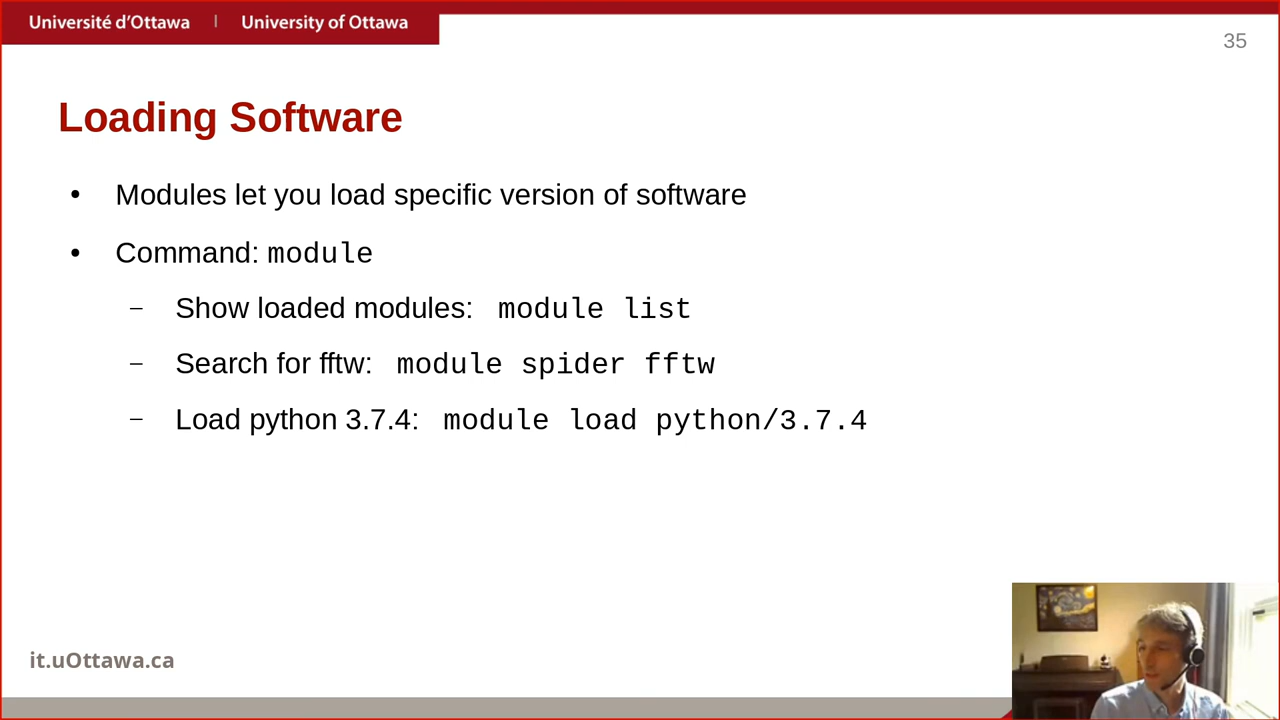 Université d'Ottawa | University of Ottawa
35
Loading Software
• Modules let you load specific version of software
• Command: module
– Show loaded modules: module list
– Search for fftw: module spider fftw
– Load python 3.7.4: module load python/3.7.4
it.uOttawa.ca